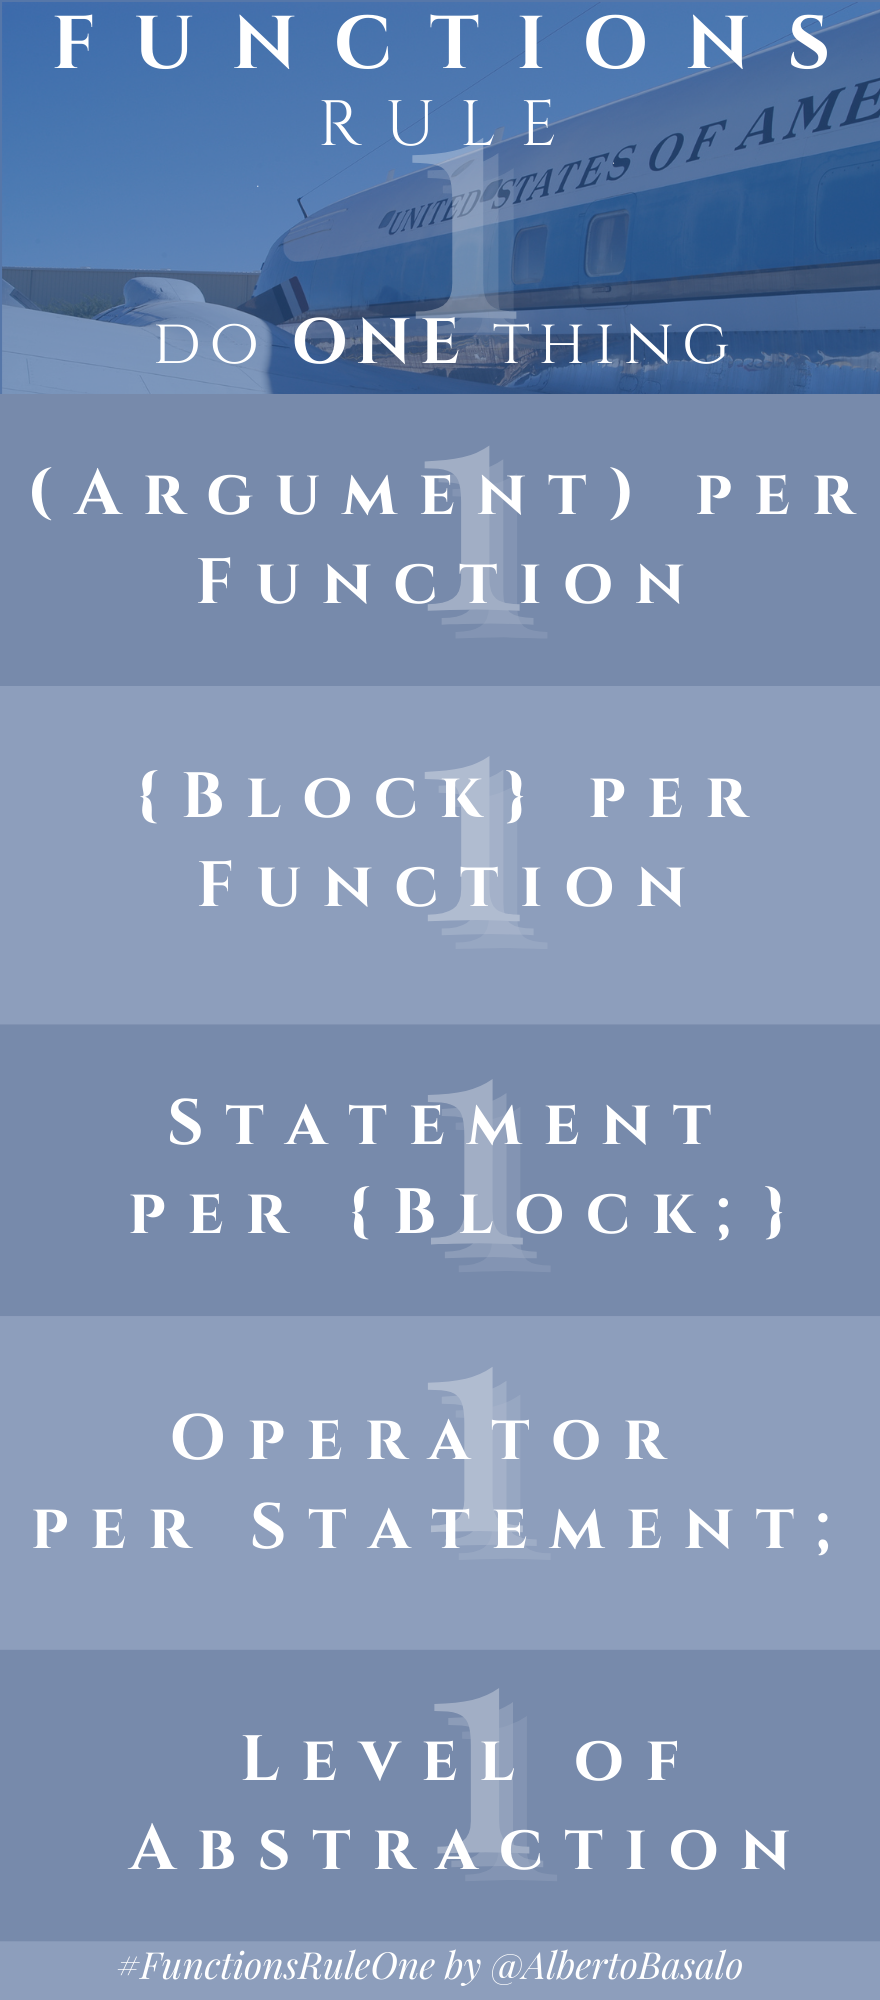 FUNCTIONS
RULE
1
UNITED STATES OF AME
DO ONE THING
1
(Argument) per
Function
1
{Block} per
Function
1
Statement
per {Block;}
1
Operator
per Statement;
1
Level of
Abstraction
#FunctionsRuleOne by @AlbertoBasalo